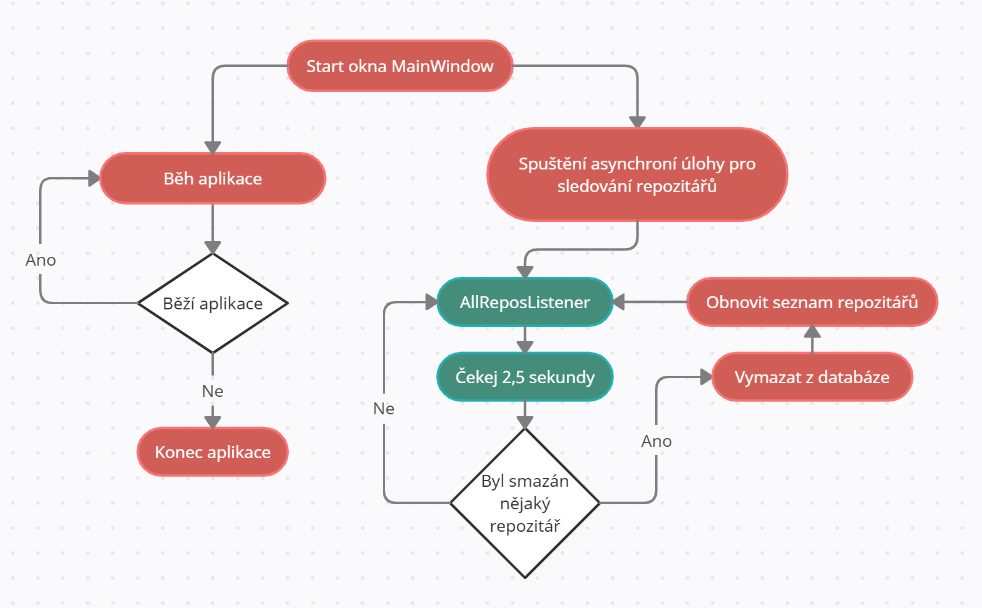 Start okna MainWindow
Běh aplikace
Spuštění asynchroní úlohy pro
sledování repozitářů
Ano
Běží aplikace
AllReposListener
Obnovit seznam repozitářů
Čekej 2,5 sekundy
Vymazat z databáze
Ne
Ne
Konec aplikace
Ano
Byl smazán
nějaký
repozitář